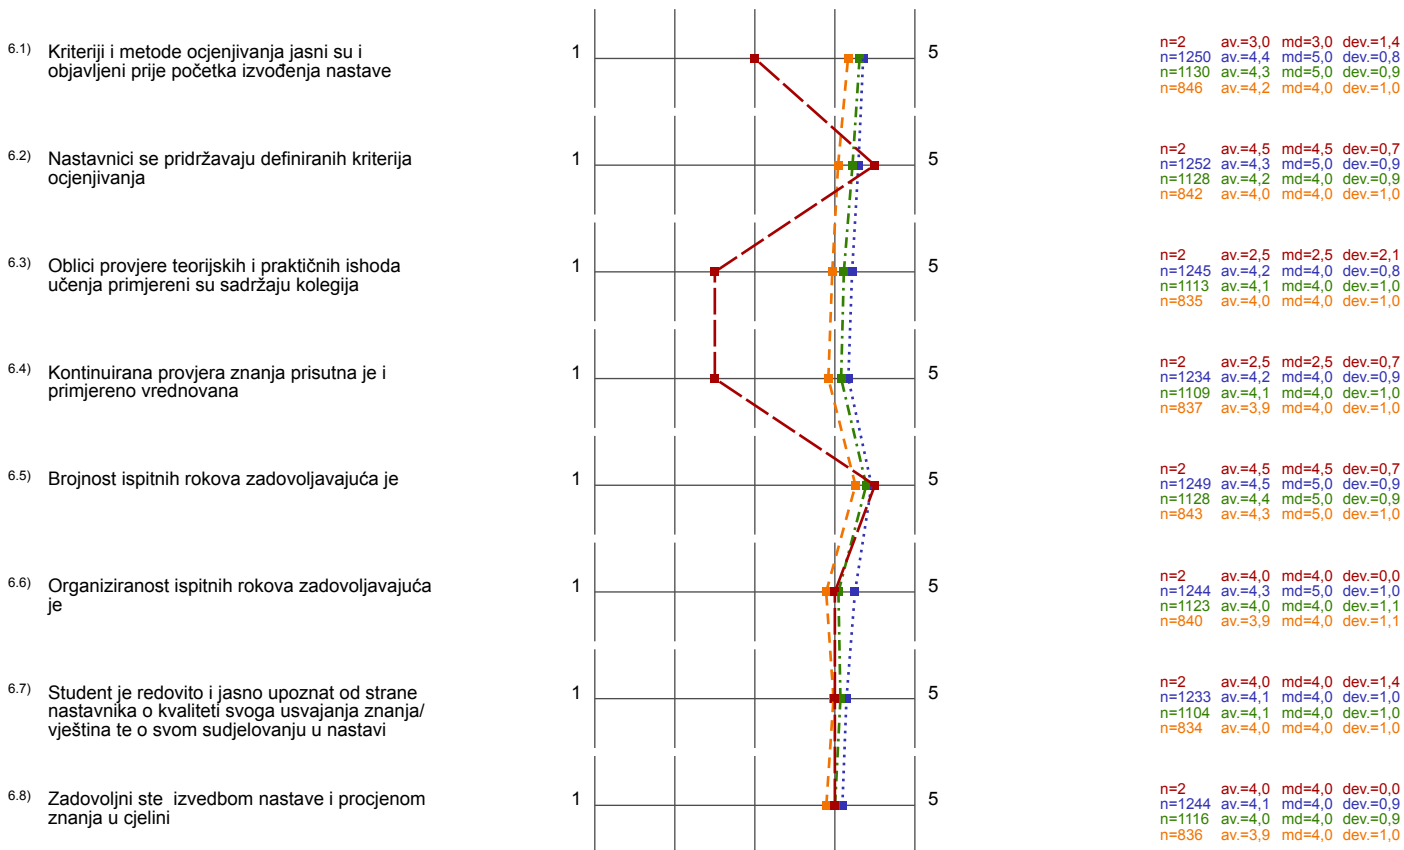 6.1) Kriteriji i metode ocjenjivanja jasni su i
objavljeni prije početka izvođenja nastave
1 5
n=2 av.=3,0 md=3,0 dev.=1,4
n=1250 av.=4,4 md=5,0 dev.=0,8
n=1130 av.=4,3 md=5,0 dev.=0,9
n=846 av.=4,2 md=4,0 dev.=1,0
6.2) Nastavnici se pridržavaju definiranih kriterija
ocjenjivanja
1 5
n=2 av.=4,5 md=4,5 dev.=0,7
n=1252 av.=4,3 md=5,0 dev.=0,9
n=1128 av.=4,2 md=4,0 dev.=0,9
n=842 av.=4,0 md=4,0 dev.=1,0
6.3) Oblici provjere teorijskih i praktičnih ishoda
učenja primjereni su sadržaju kolegija
1 5
n=2 av.=2,5 md=2,5 dev.=2,1
n=1245 av.=4,2 md=4,0 dev.=0,8
n=1113 av.=4,1 md=4,0 dev.=1,0
n=835 av.=4,0 md=4,0 dev.=1,0
6.4) Kontinuirana provjera znanja prisutna je i
primjereno vrednovana
1 5
n=2 av.=2,5 md=2,5 dev.=0,7
n=1234 av.=4,2 md=4,0 dev.=0,9
n=1109 av.=4,1 md=4,0 dev.=1,0
n=837 av.=3,9 md=4,0 dev.=1,0
6.5) Brojnost ispitnih rokova zadovoljavajuća je
1 5
n=2 av.=4,5 md=4,5 dev.=0,7
n=1249 av.=4,5 md=5,0 dev.=0,9
n=1128 av.=4,4 md=5,0 dev.=0,9
n=843 av.=4,3 md=5,0 dev.=1,0
6.6) Organiziranost ispitnih rokova zadovoljavajuća
je
1 5
n=2 av.=4,0 md=4,0 dev.=0,0
n=1244 av.=4,3 md=5,0 dev.=1,0
n=1123 av.=4,0 md=4,0 dev.=1,1
n=840 av.=3,9 md=4,0 dev.=1,1
6.7) Student je redovito i jasno upoznat od strane
nastavnika o kvaliteti svoga usvajanja znanja/
vještina te o svom sudjelovanju u nastavi
1 5
n=2 av.=4,0 md=4,0 dev.=1,4
n=1233 av.=4,1 md=4,0 dev.=1,0
n=1104 av.=4,1 md=4,0 dev.=1,0
n=834 av.=4,0 md=4,0 dev.=1,0
6.8) Zadovoljni ste izvedbom nastave i procjenom
znanja u cjelini
1 5
n=2 av.=4,0 md=4,0 dev.=0,0
n=1244 av.=4,1 md=4,0 dev.=0,9
n=1116 av.=4,0 md=4,0 dev.=0,9
n=836 av.=3,9 md=4,0 dev.=1,0